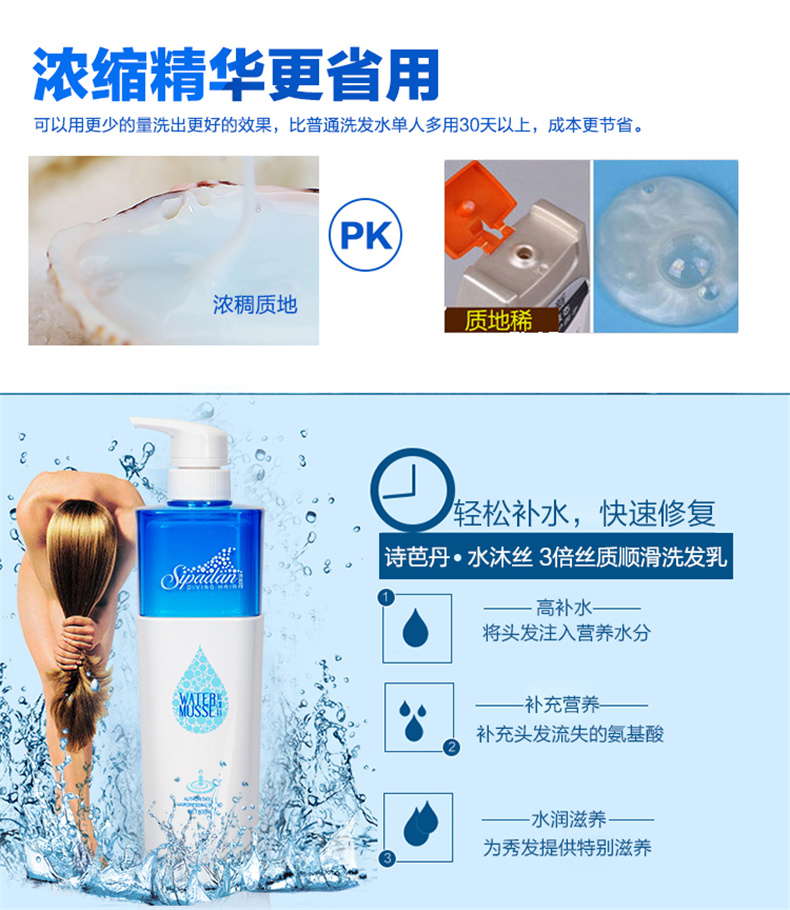 浓缩精华更省用
可以用更少的量洗出更好的效果，比普通洗发水单人多用30天以上，成本更节省。
浓稠质地
PK
质地稀
轻松补水，快速修复
诗芭丹·水沐丝 3倍丝质顺滑洗发乳
Sipadan
DIVING HAIR
WATER
MUSSE
1
高补水
将头发注入营养水分
补充营养
补充头发流失的氨基酸
2
水润滋养
为秀发提供特别滋养
3